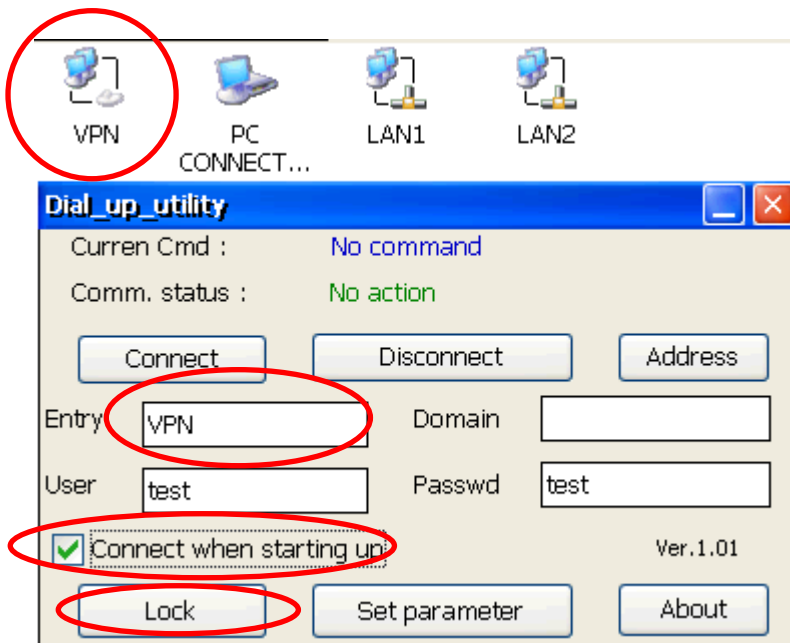 VPN PC LAN1 LAN2
CONNECT...
Dial_up_utility
Curren Cmd : No command
Comm. status : No action
Connect Disconnect Address
Entry VPN Domain
User test Passwd test
Connect when starting up Ver.1.01
Lock Set parameter About